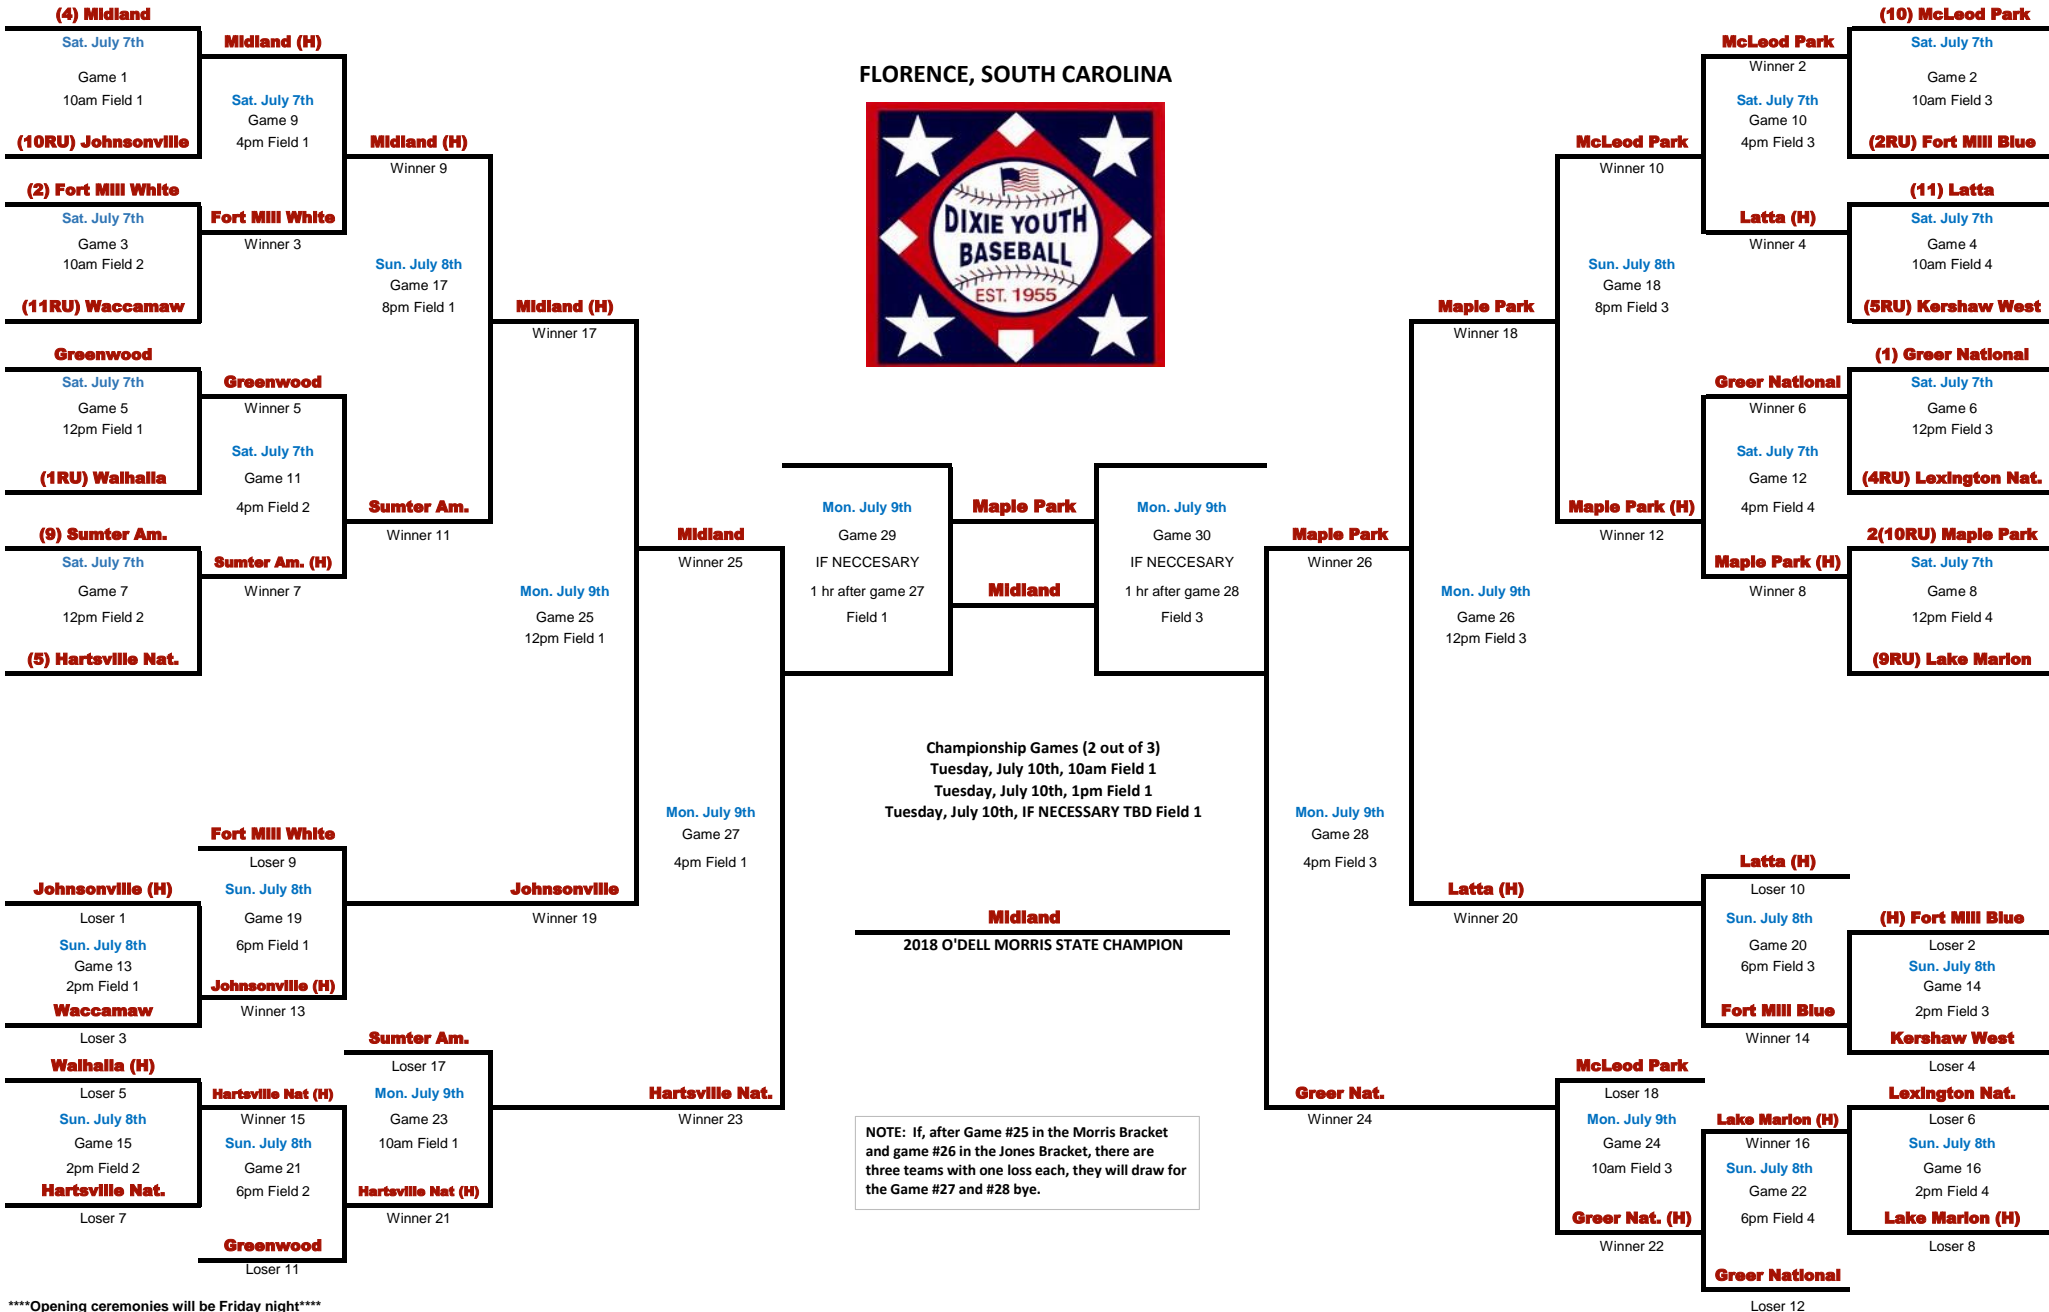 (4) Midland
Sat. July 7th
Game 1
10am Field 1
(10RU) Johnsonville
(2) Fort Mill White
Sat. July 7th
Game 3
10am Field 2
(11RU) Waccamaw
Greenwood
Sat. July 7th
Game 5
12pm Field 1
(1RU) Walhalla
(9) Sumter Am.
Sat. July 7th
Game 7
12pm Field 2
(5) Hartsville Nat.
Midland (H)
Sat. July 7th
Game 9
4pm Field 1
Fort Mill White
Winner 3
Greenwood
Winner 5
Sat. July 7th
Game 11
4pm Field 2
Sumter Am. (H)
Winner 7
Midland (H)
Winner 9
Sun. July 8th
Game 17
8pm Field 1
Sumter Am.
Winner 11
Midland (H)
Winner 17
Mon. July 9th
Game 25
12pm Field 1
Johnsonville
Winner 19
Midland
Winner 25
Mon. July 9th
Game 27
4pm Field 1
Hartsville Nat.
Winner 23
Fort Mill White
Loser 9
Sun. July 8th
Game 19
6pm Field 1
Johnsonville (H)
Winner 13
Johnsonville (H)
Loser 1
Sun. July 8th
Game 13
2pm Field 1
Waccamaw
Loser 3
Walhalla (H)
Loser 5
Sun. July 8th
Game 15
2pm Field 2
Hartsville Nat.
Loser 7
Hartsville Nat (H)
Winner 15
Sun. July 8th
Game 21
6pm Field 2
Greenwood
Loser 11
Sumter Am.
Loser 17
Mon. July 9th
Game 23
10am Field 1
Hartsville Nat (H)
Winner 21
****Opening ceremonies will be Friday night****
FLORENCE, SOUTH CAROLINA
DIXIE YOUTH
BASEBALL
EST. 1955
Mon. July 9th
Game 29
IF NECCESARY
1 hr after game 27
Field 1
Maple Park
Midland
Mon. July 9th
Game 30
IF NECCESARY
1 hr after game 28
Field 3
Championship Games (2 out of 3)
Tuesday, July 10th, 10am Field 1
Tuesday, July 10th, 1pm Field 1
Tuesday, July 10th, IF NECESSARY TBD Field 1
Midland
2018 O'DELL MORRIS STATE CHAMPION
NOTE: If, after Game #25 in the Morris Bracket
and game #26 in the Jones Bracket, there are
three teams with one loss each, they will draw for
the Game #27 and #28 bye.
Maple Park
Winner 26
Mon. July 9th
Game 28
4pm Field 3
Greer Nat.
Winner 24
Maple Park
Winner 18
Mon. July 9th
Game 26
12pm Field 3
Latta (H)
Winner 20
McLeod Park
Winner 10
Sun. July 8th
Game 18
8pm Field 3
Maple Park (H)
Winner 12
McLeod Park
Winner 2
Sat. July 7th
Game 10
4pm Field 3
Latta (H)
Winner 4
Greer National
Winner 6
Sat. July 7th
Game 12
4pm Field 4
Maple Park (H)
Winner 8
(10) McLeod Park
Sat. July 7th
Game 2
10am Field 3
(2RU) Fort Mill Blue
(11) Latta
Sat. July 7th
Game 4
10am Field 4
(5RU) Kershaw West
(1) Greer National
Sat. July 7th
Game 6
12pm Field 3
(4RU) Lexington Nat.
2(10RU) Maple Park
Sat. July 7th
Game 8
12pm Field 4
(9RU) Lake Marion
Latta (H)
Loser 10
Sun. July 8th
Game 20
6pm Field 3
Fort Mill Blue
Winner 14
(H) Fort Mill Blue
Loser 2
Sun. July 8th
Game 14
2pm Field 3
Kershaw West
Loser 4
McLeod Park
Loser 18
Mon. July 9th
Game 24
10am Field 3
Greer Nat. (H)
Winner 22
Lake Marion (H)
Winner 16
Sun. July 8th
Game 22
6pm Field 4
Greer National
Loser 12
Lexington Nat.
Loser 6
Sun. July 8th
Game 16
2pm Field 4
Lake Marion (H)
Loser 8